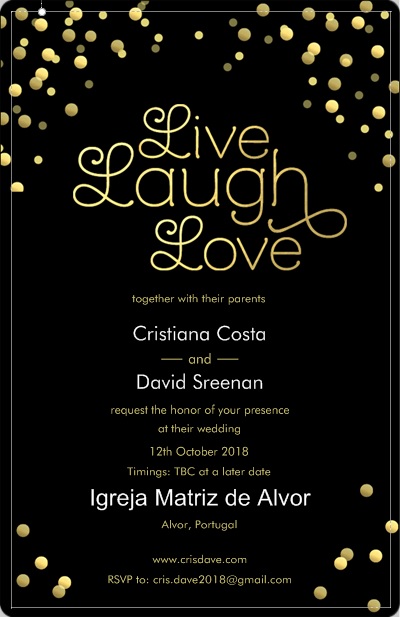 Live
Laugh
Love
together with their parents
Cristiana Costa
and
David Sreenan
request the honor of your presence
at their wedding
12th October 2018
Timings: TBC at a later date
Igreja Matriz de Alvor
Alvor, Portugal
www.crisdave.com
RSVP to: cris.dave2018@gmail.com